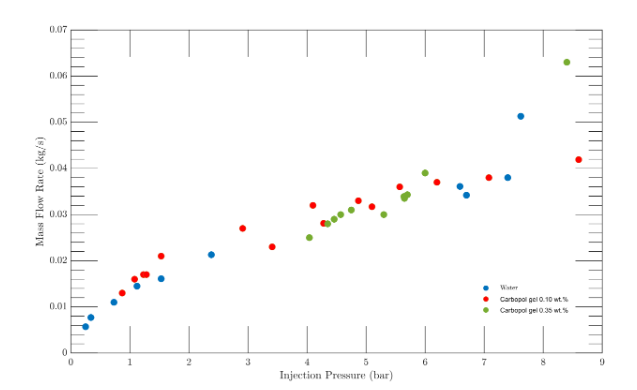 0.07
0.06
0.05
0.04
0.03
0.02
0.01
0
Mass Flow Rate (kg/s)
0 1 2 3 4 5 6 7 8 9
Injection Pressure (bar)
Water
Carbopol gel 0.10 wt.%
Carbopol gel 0.35 wt.%